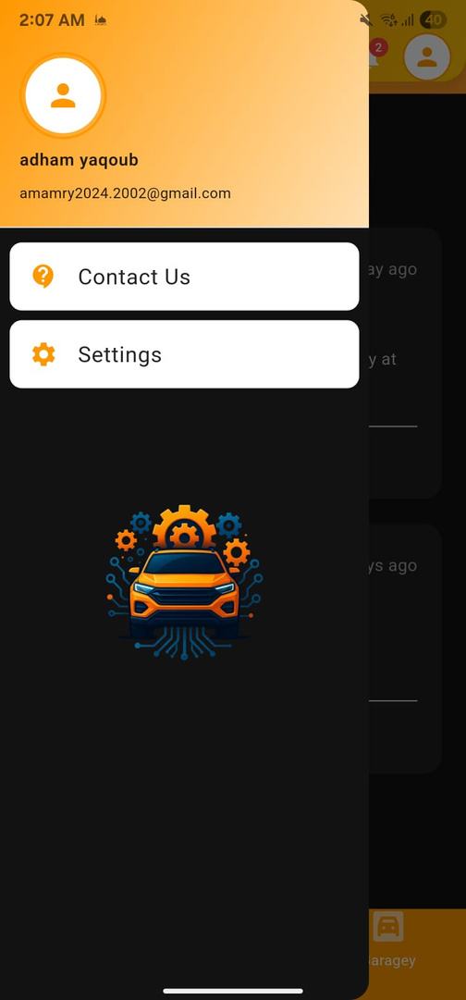 2:07 AM
40
2
adham yaqoub
amamry2024.2002@gmail.com
Contact Us
ay ago
Settings
y at
ys ago
aragey